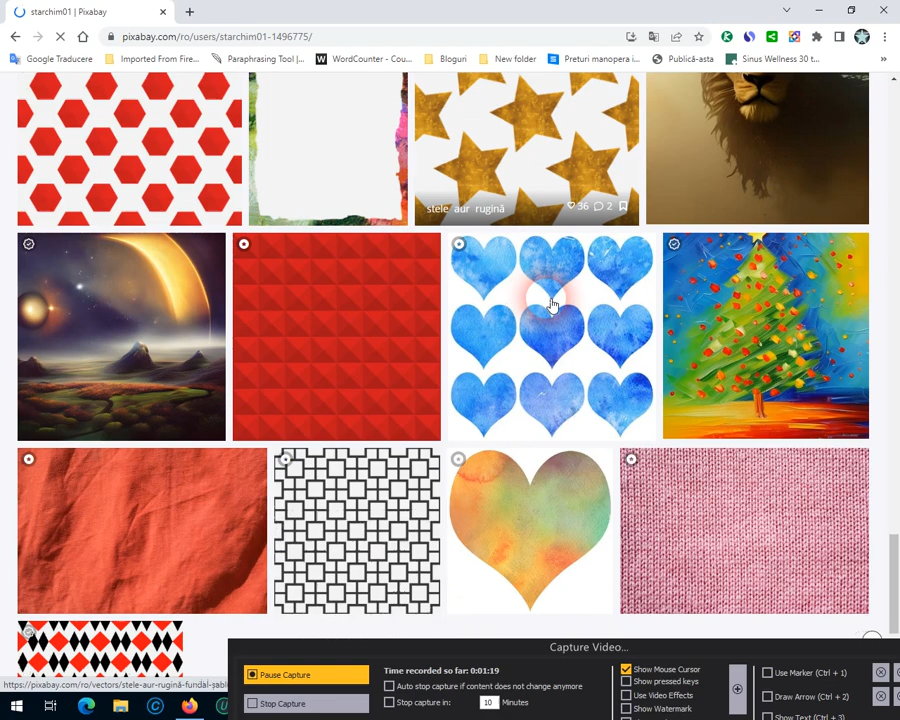 starchim01 | Pixabay
pixabay.com/ro/users/starchim01-1496775/
Google Traducere
Imported From Fire...
Paraphrasing Tool |...
WordCounter - Cou...
Bloguri
New folder
Preturi manopera i...
Publică-asta
Sinus Wellness 30 t...
»
stele aur rugină
36
2
Capture Video...
Pause Capture
Time recorded so far: 0:01:19
Auto stop capture if content does not change anymore
Stop Capture
Stop capture in:
10
Minutes
Show Mouse Cursor
Show pressed keys
Use Video Effects
Show Watermark
Use Marker (Ctrl + 1)
Draw Arrow (Ctrl + 2)
Show Text (Ctrl + 3)
https://pixabay.com/ro/vectors/stele-aur-rugină-fundal-șabl